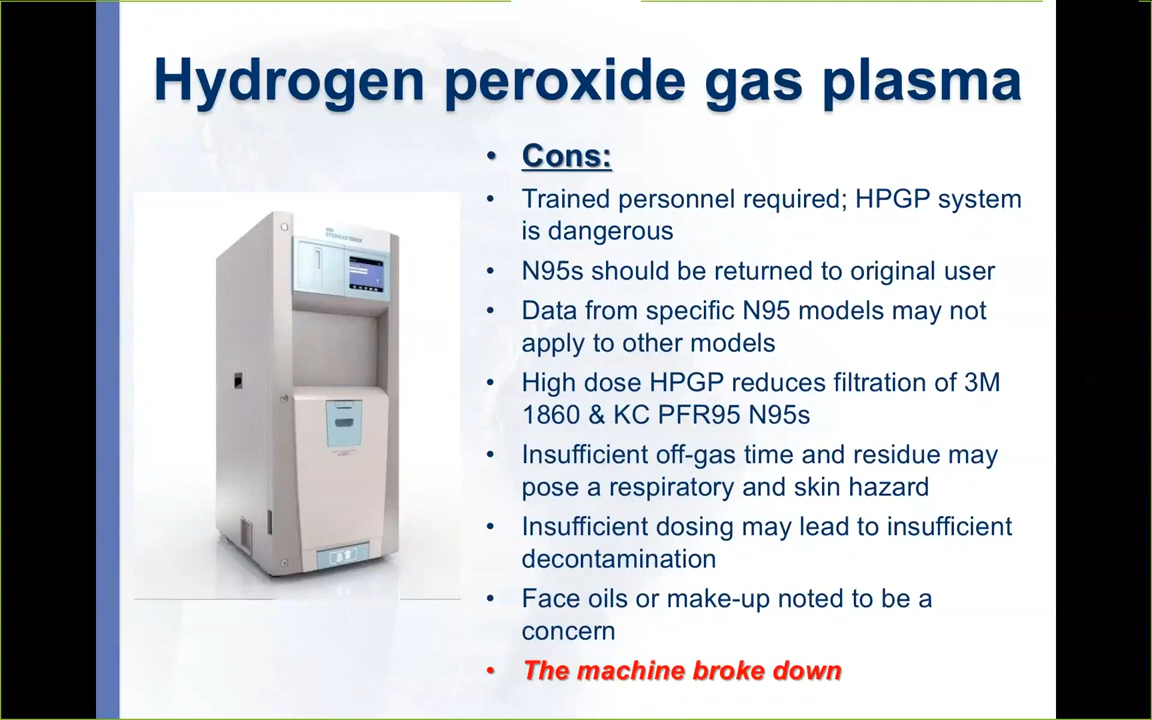 Hydrogen peroxide gas plasma
• Cons:
• Trained personnel required; HPGP system
is dangerous
• N95s should be returned to original user
• Data from specific N95 models may not
apply to other models
• High dose HPGP reduces filtration of 3M
1860 & KC PFR95 N95s
• Insufficient off-gas time and residue may
pose a respiratory and skin hazard
• Insufficient dosing may lead to insufficient
decontamination
• Face oils or make-up noted to be a
concern
• The machine broke down